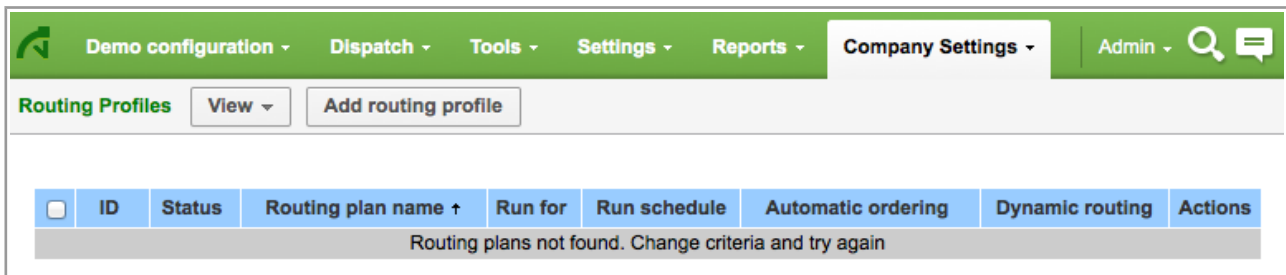 Demo configuration Dispatch Tools Settings Reports Company Settings Admin
Routing Profiles View Add routing profile
ID Status Routing plan name ↑ Run for Run schedule Automatic ordering Dynamic routing Actions
Routing plans not found. Change criteria and try again